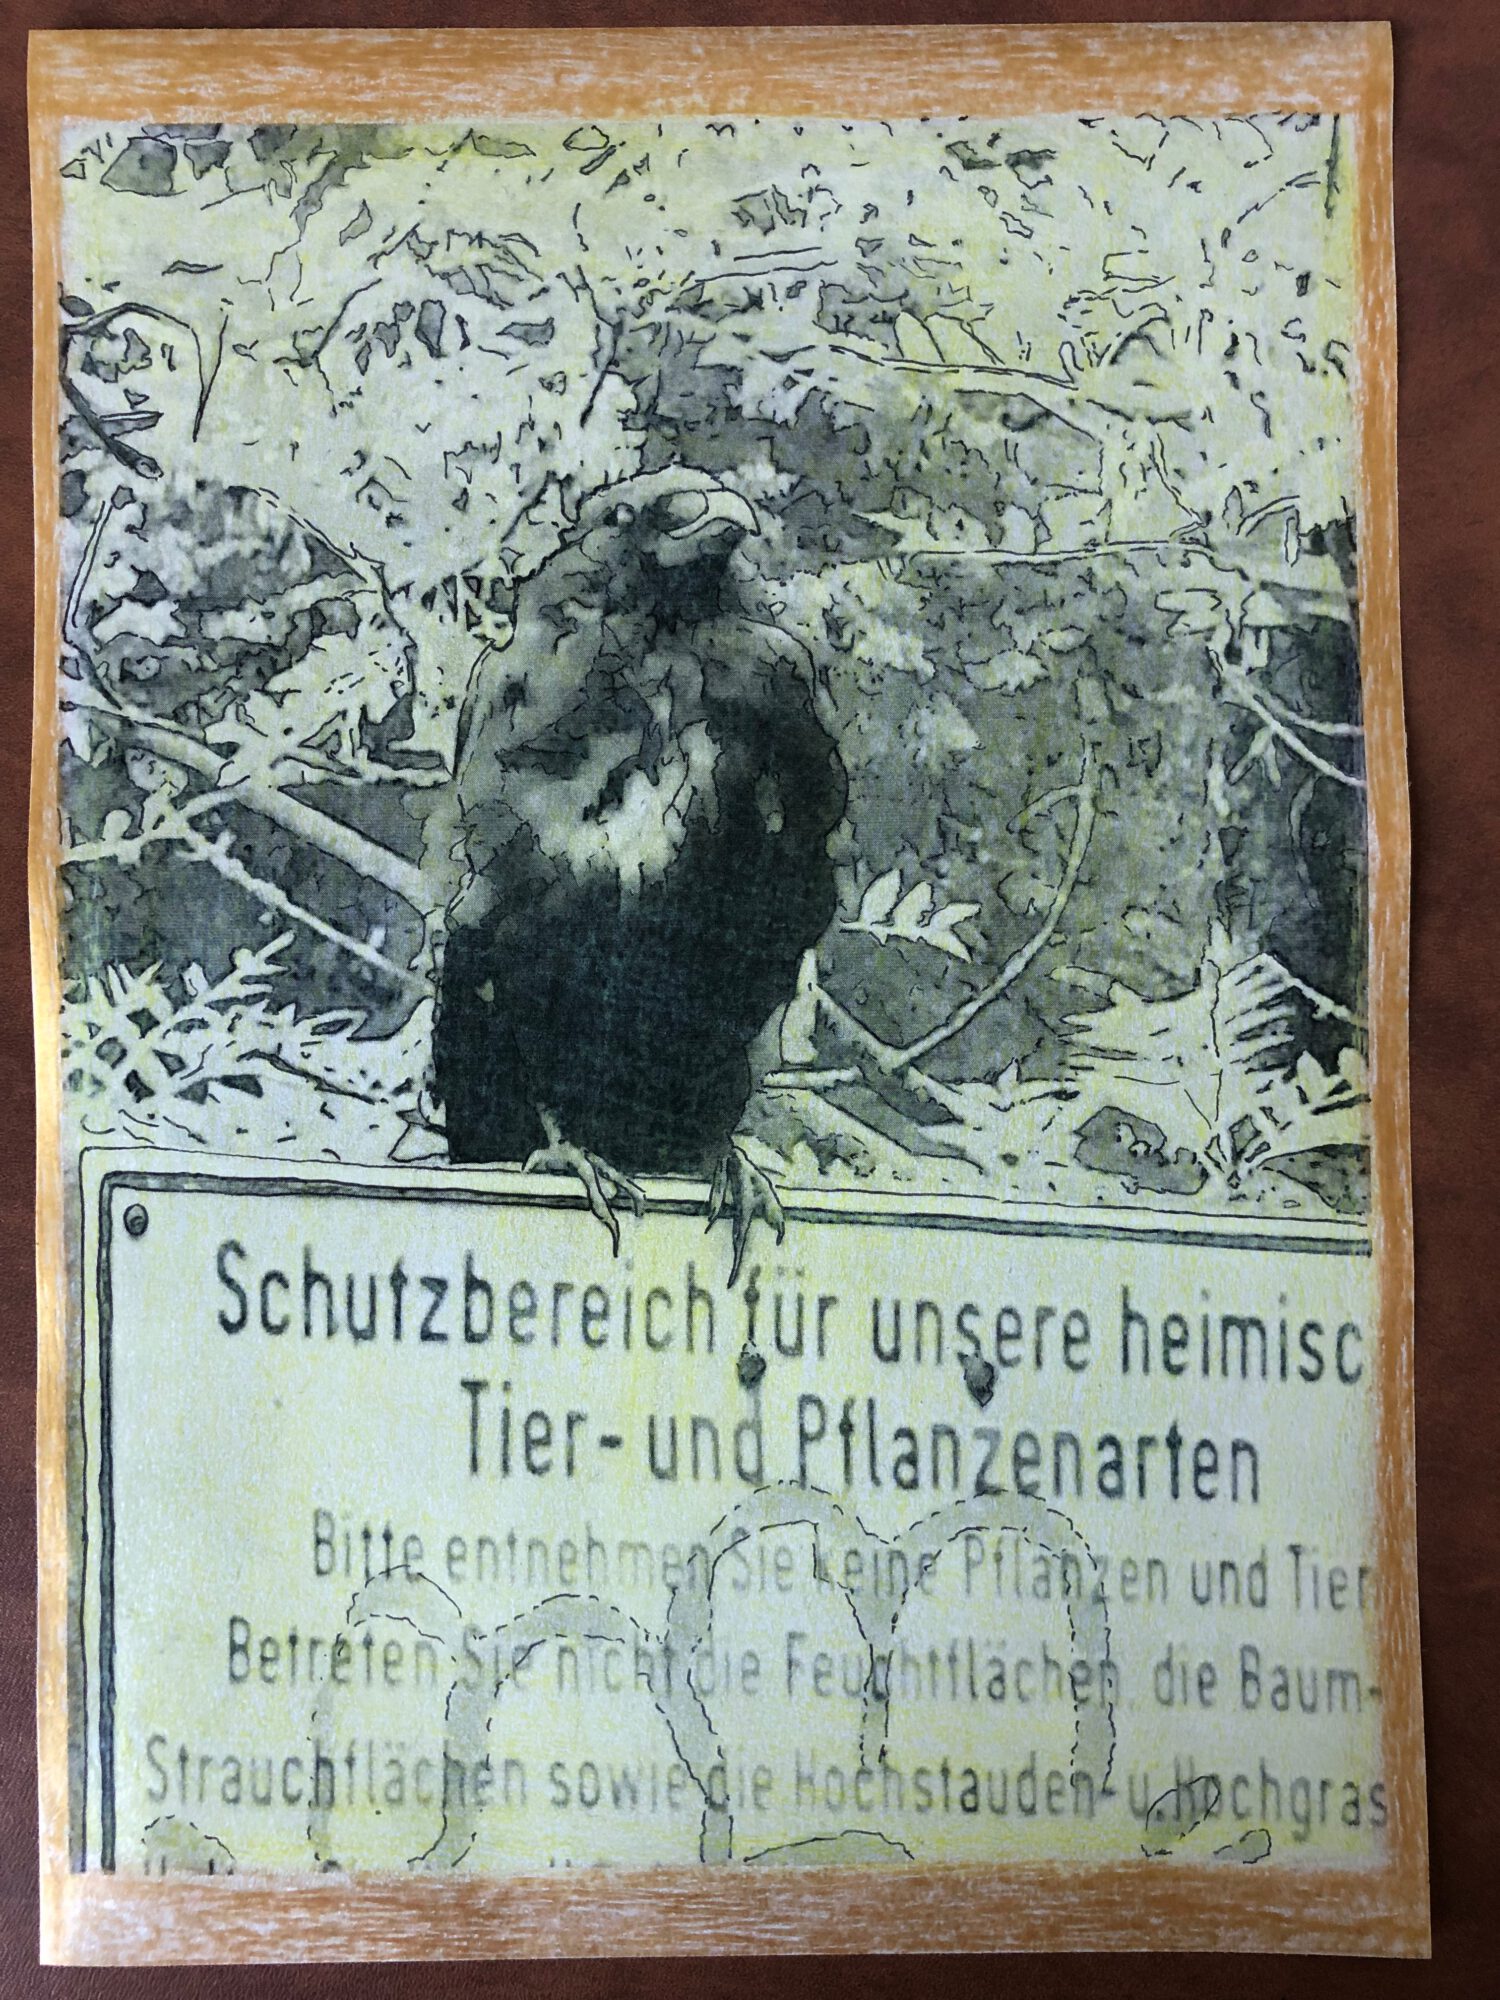 Schutzbereich für unsere heimisc
Tier- und Pflanzenarten
Bitte entnehmen Sie keine Pflanzen und Tier
Betreten Sie nicht die Feuchtflächen, die Baum-
Strauchflächen sowie die Hochstauden- u. Hochgras